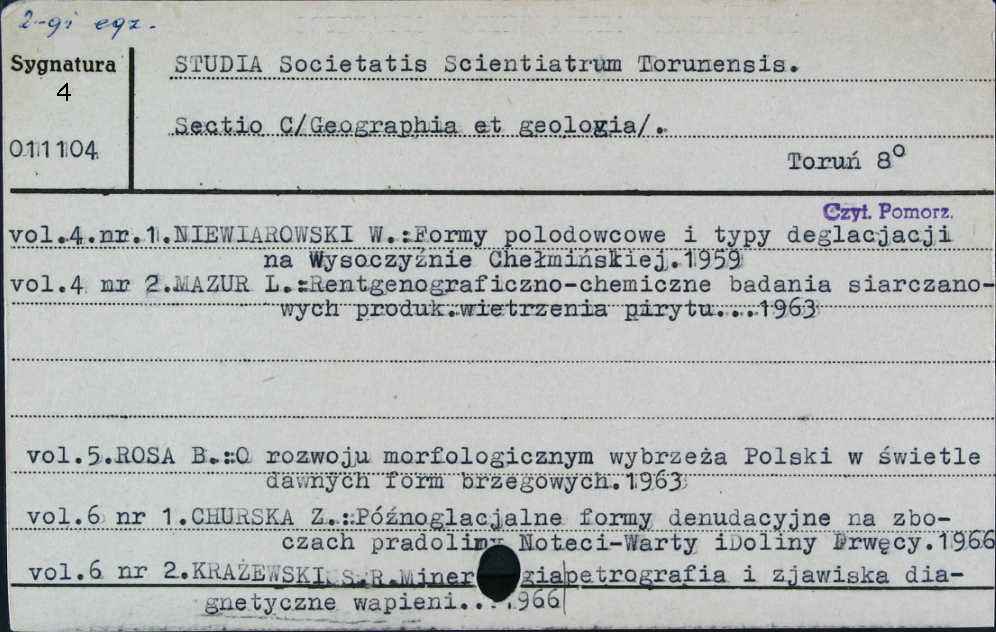 2-gi egz.
Sygnatura
4
011104
STUDIA Societatis Scientiatrum Torunensis.
Sectio C/Geographia et geologia/.
Toruń 8°
Czyt. Pomorz.
vol.4.nr.1.NIEWIAROWSKI W.:Formy polodowcowe i typy deglacjacji
na Wysoczyźnie Chełmińskiej.1959
vol.4 nr 2.MAZUR L.:Rentgenograficzno-chemiczne badania siarczano-
wych produk.wietrzenia pirytu...1963
vol.5.ROSA B.:O rozwoju morfologicznym wybrzeża Polski w świetle
dawnych form brzegowych.1963
vol.6 nr 1.CHURSKA Z.:Późnoglacjalne formy denudacyjne na zbo-
czach pradoliny Noteci-Warty iDoliny Drwęcy.1966
vol.6 nr 2.KRAŻEWSKI S.R.Miner gia petrografia i zjawiska dia-
gnetyczne wapieni...1966